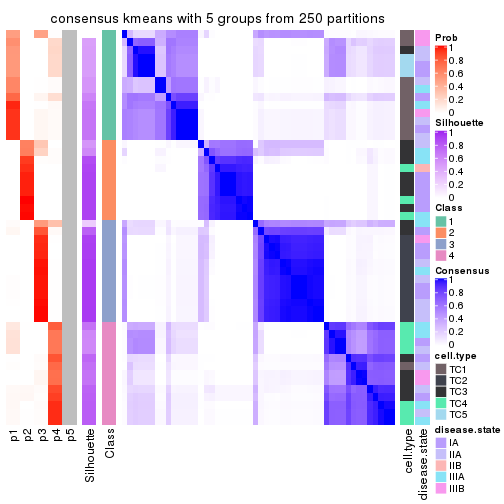 consensus kmeans with 5 groups from 250 partitions
Prob
1
0.8
0.6
0.4
0.2
0
Silhouette
1
0.8
0.6
0.4
0.2
0
Class
1
2
3
4
Consensus
1
0.8
0.6
0.4
0.2
0
cell.type
TC1
TC2
TC3
TC4
TC5
disease.state
IA
IIA
IIB
IIIA
IIIB
p1
p2
p3
p4
p5
Silhouette
Class
cell.type
disease.state